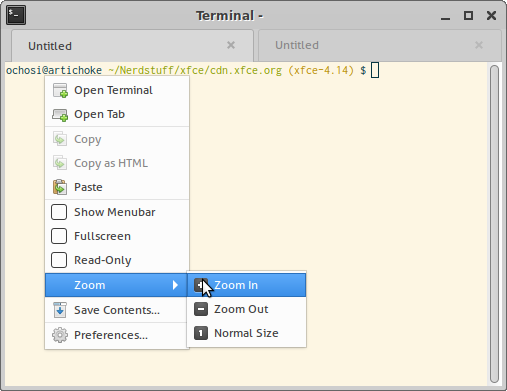 Terminal -
Untitled
Untitled
ochosi@artichoke ~/Nerdstuff/xfce/cdn.xfce.org (xfce-4.14) $
Open Terminal
Open Tab
Copy
Copy as HTML
Paste
Show Menubar
Fullscreen
Read-Only
Zoom
Zoom In
Zoom Out
1 Normal Size
Save Contents...
Preferences...